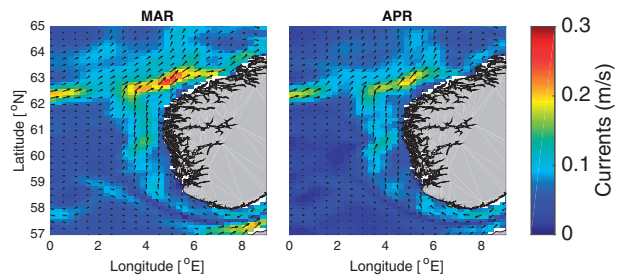 MAR
APR
65
64
63
62
61
60
59
58
57
Latitude [°N]
0 2 4 6 8
0 2 4 6 8
Longitude [°E]
Longitude [°E]
0.3
0.2
0.1
0
Currents (m/s)